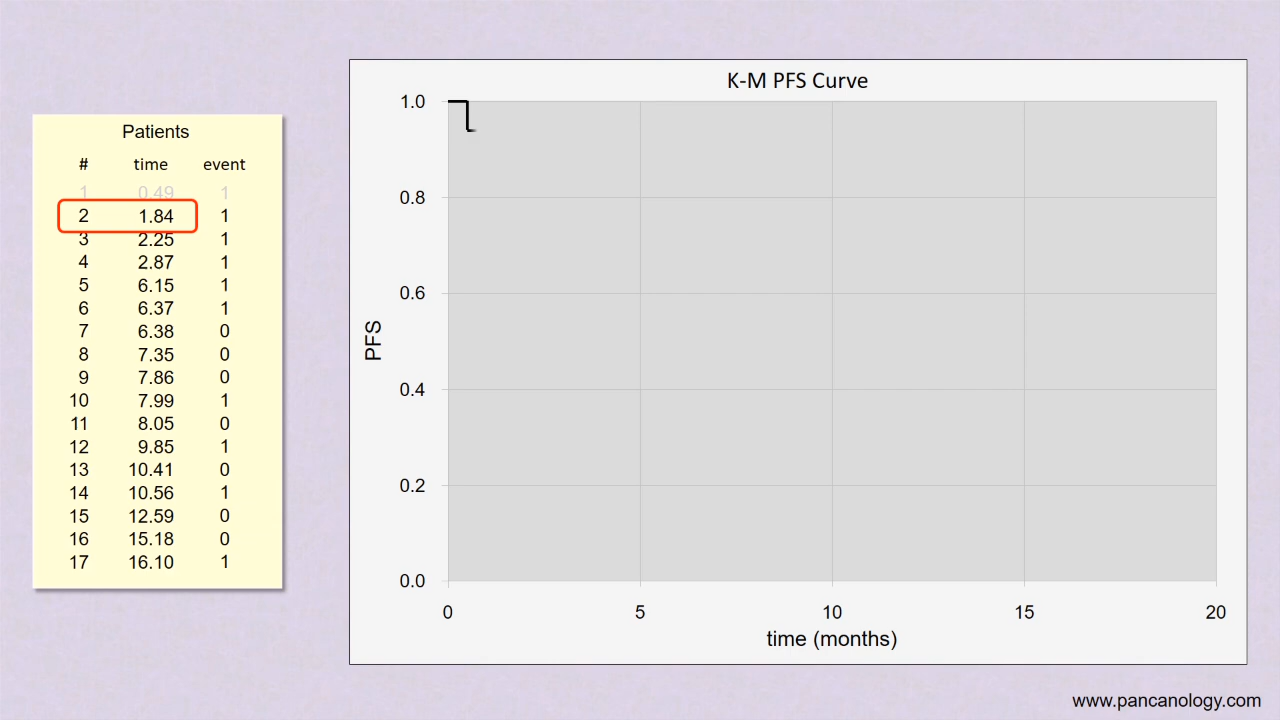 Patients
# time event
1 0.49 1
2 1.84 1
3 2.25 1
4 2.87 1
5 6.15 1
6 6.37 1
7 6.38 0
8 7.35 0
9 7.86 0
10 7.99 1
11 8.05 0
12 9.85 1
13 10.41 0
14 10.56 1
15 12.59 0
16 15.18 0
17 16.10 1
K-M PFS Curve
1.0
0.8
0.6
0.4
0.2
0.0
PFS
0 5 10 15 20
time (months)
www.pancanology.com